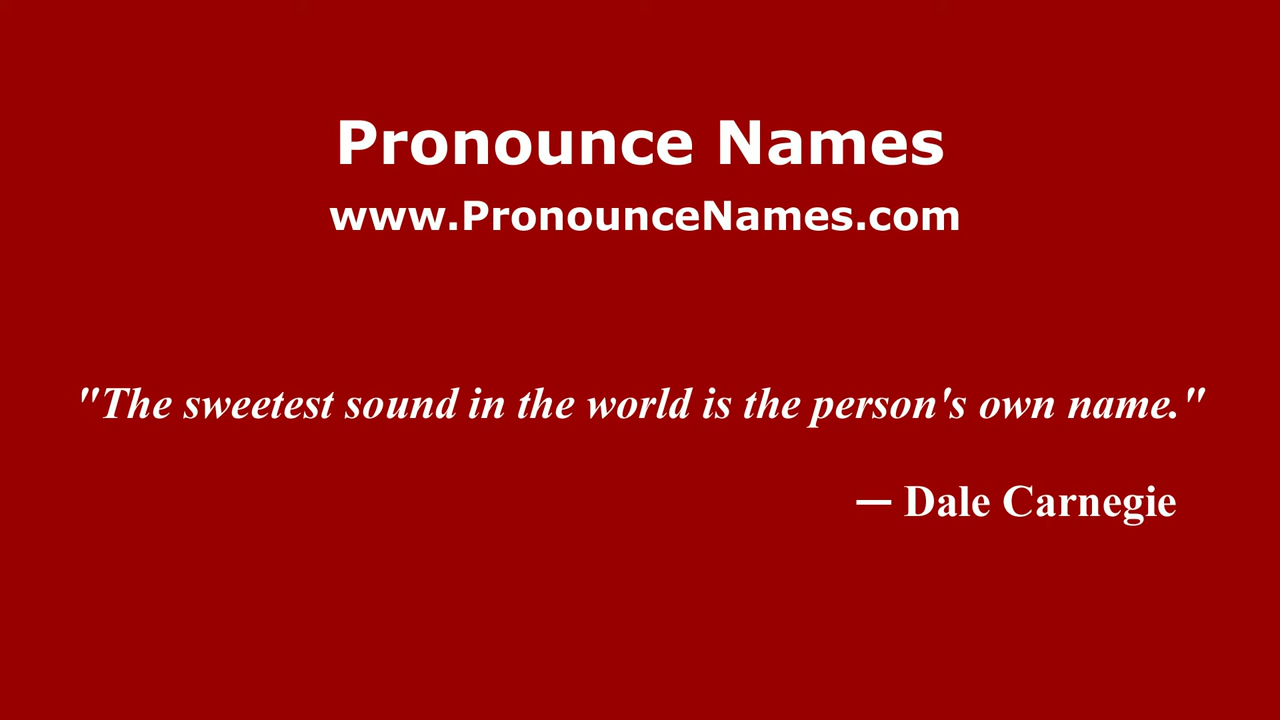 Pronounce Names
www.PronounceNames.com
"The sweetest sound in the world is the person's own name."
— Dale Carnegie